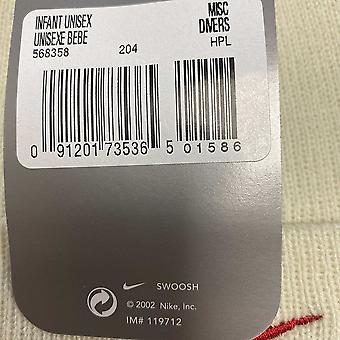 INFANT UNISEX MISC
UNISEXE BEBE DIVERS
568358 204 HPL
0 91201 73536 5 01586
SWOOSH
© 2002 Nike, Inc.
IM# 119712